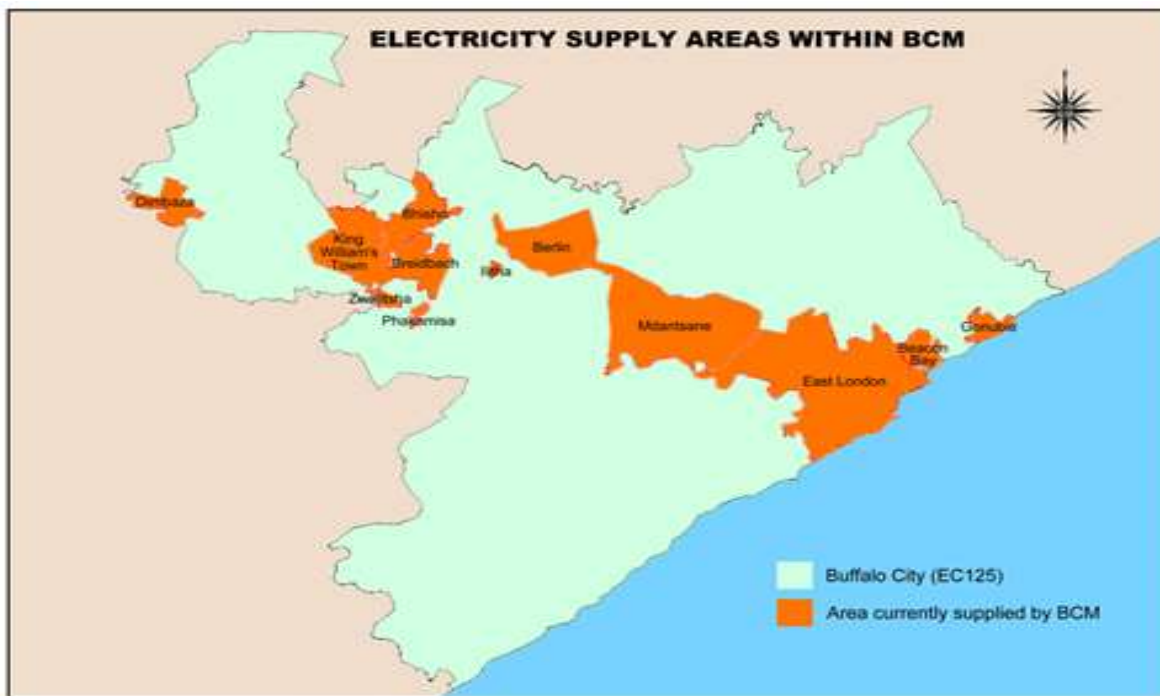 ELECTRICITY SUPPLY AREAS WITHIN BCM
Dimbaza
Bhisho
King
William's
Town
Breidbach
Berlin
Ilitha
Zwelitsha
Phakamisa
Mdantsane
Gonubie
Beacon
Bay
East London
Buffalo City (EC125)
Area currently supplied by BCM